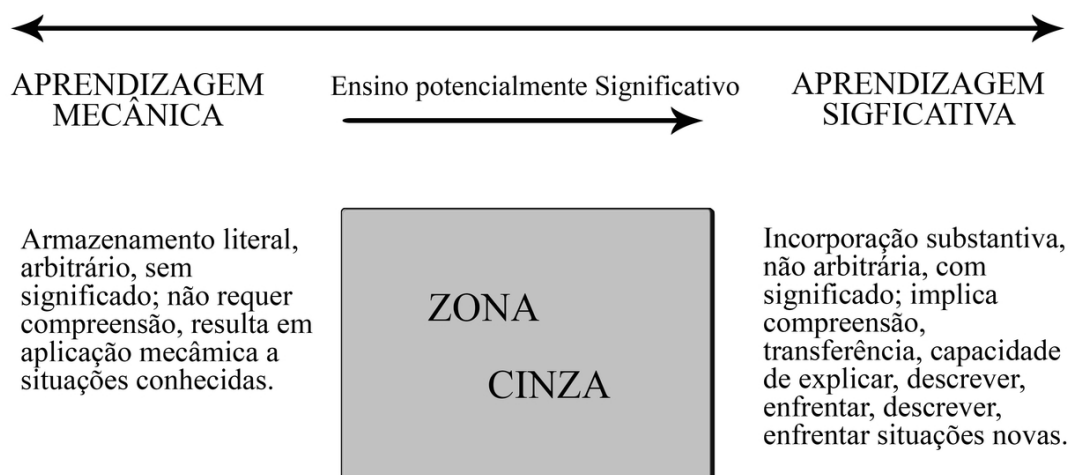 APRENDIZAGEM
MECÂNICA
Ensino potencialmente Significativo
APRENDIZAGEM
SIGFICATIVA
Armazenamento literal,
arbitrário, sem
significado; não requer
compreensão, resulta em
aplicação mecâmica a
situações conhecidas.
ZONA
CINZA
Incorporação substantiva,
não arbitrária, com
significado; implica
compreensão,
transferência, capacidade
de explicar, descrever,
enfrentar, descrever,
enfrentar situações novas.